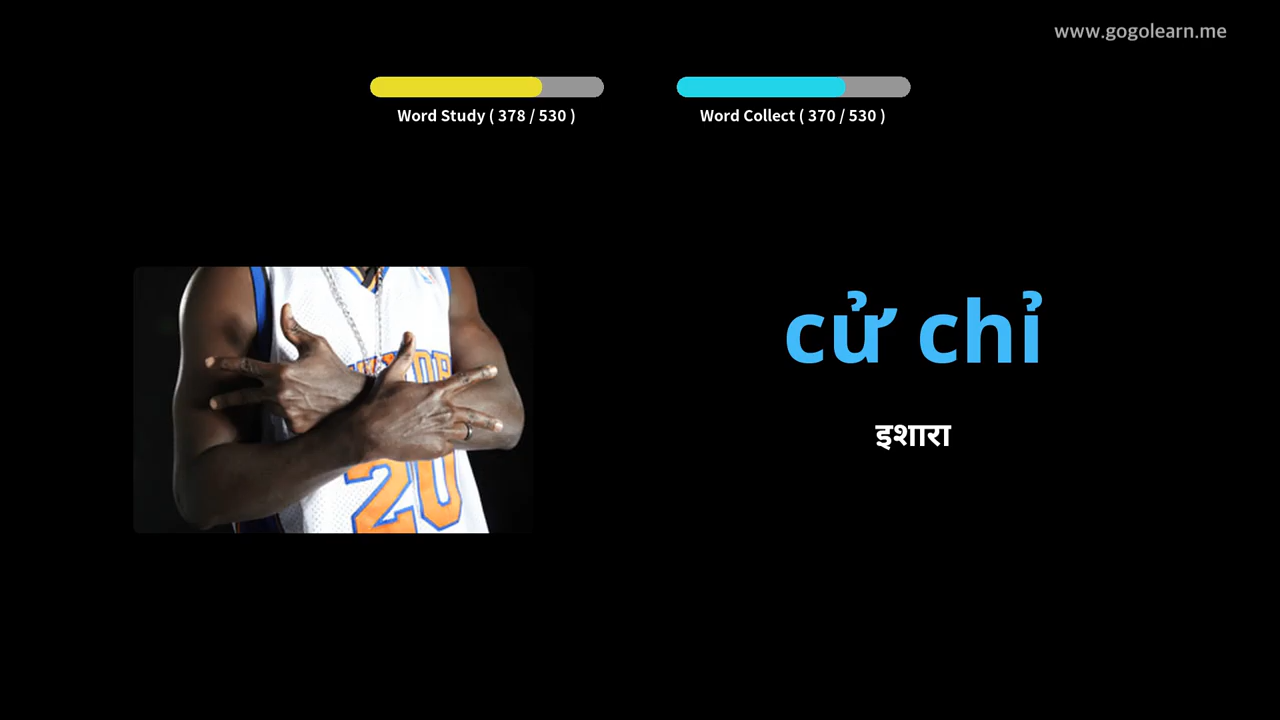 www.gogolearn.me
Word Study ( 378 / 530 )
Word Collect ( 370 / 530 )
cử chỉ
इशारा
20